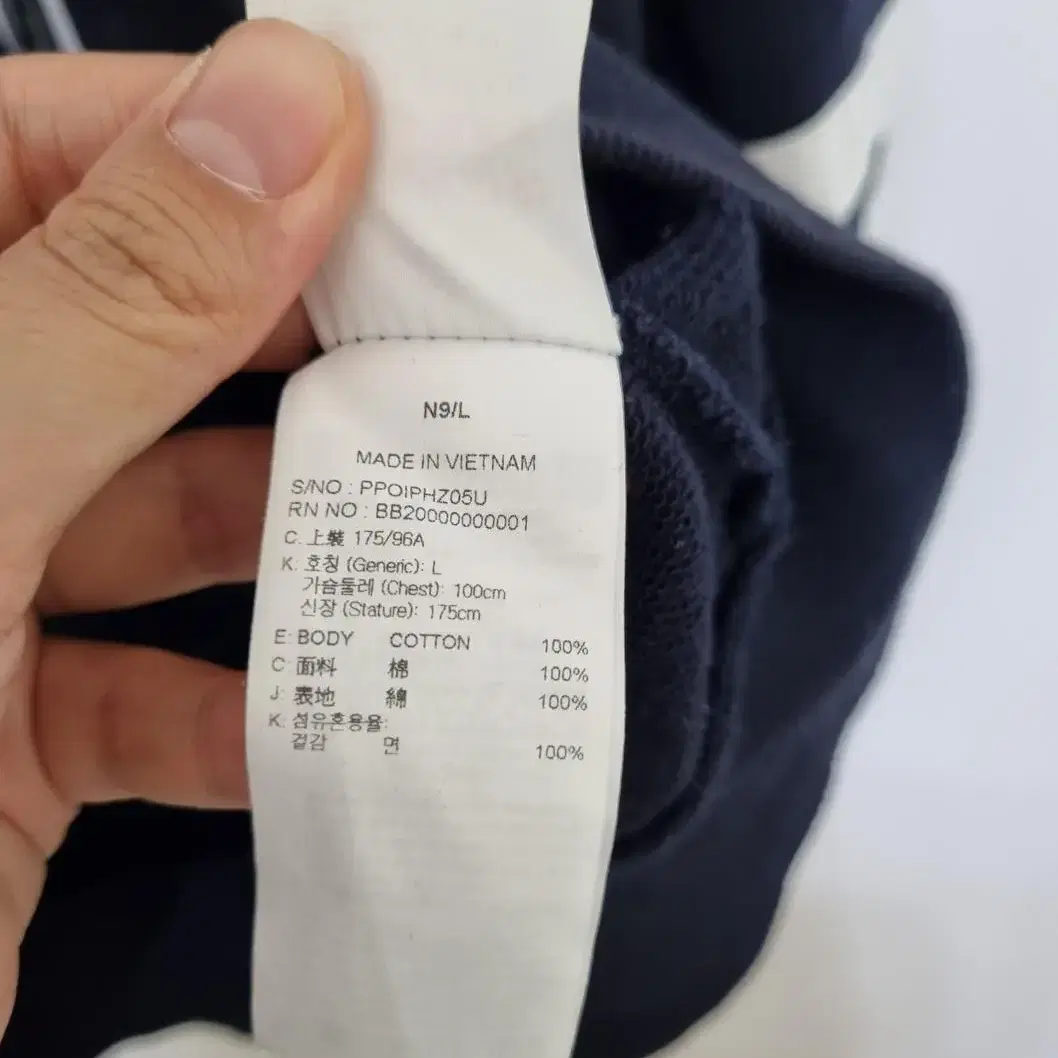 N9/L
MADE IN VIETNAM
S/NO : PPOIPHZ05U
RN NO : BB20000000001
C. 上裝 175/96A
K: 호칭 (Generic): L
가슴둘레 (Chest): 100cm
신장 (Stature): 175cm
E: BODY COTTON 100%
C: 面料 棉 100%
J: 表地 綿 100%
K: 섬유혼용율:
겉감 면 100%